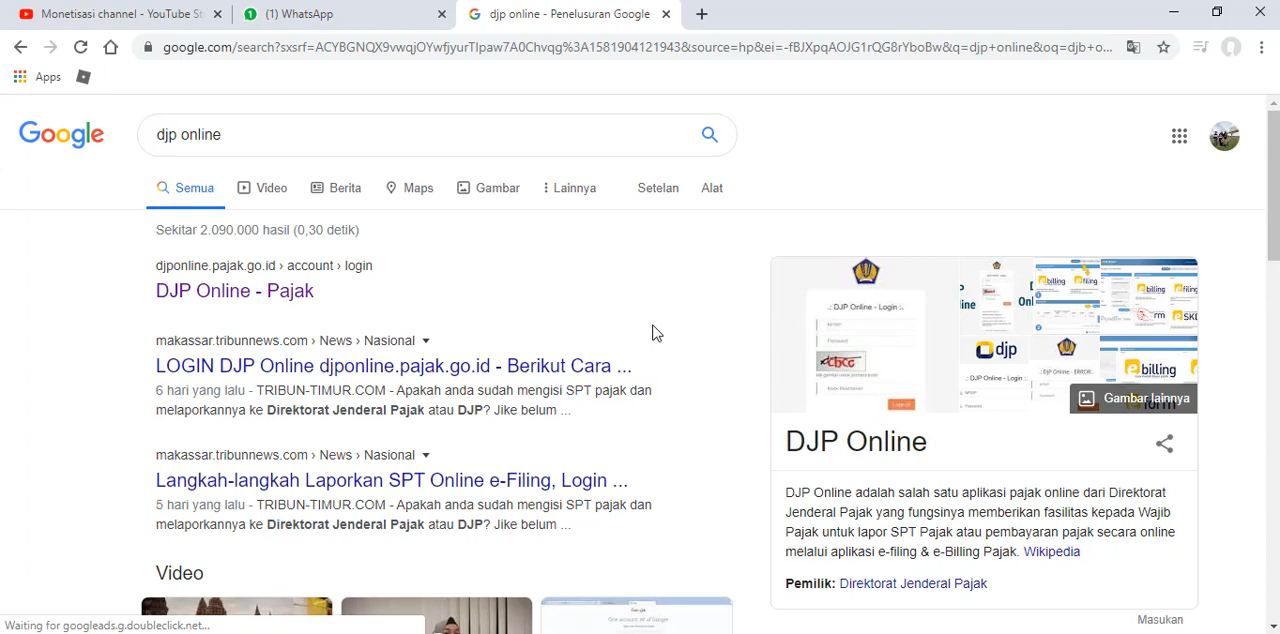 Monetisasi channel - YouTube St
(1) WhatsApp
djp online - Penelusuran Google
google.com/search?sxsrf=ACYBGNQX9vwqjOYwfjyurTIpaw7A0Chvqg%3A1581904121943&source=hp&ei=-fBJXpqAOJG1rQG8rYboBw&q=djp+online&oq=djb+o...
Apps
Google
djp online
Semua
Video
Berita
Maps
Gambar
Lainnya
Setelan
Alat
Sekitar 2.090.000 hasil (0,30 detik)
djponline.pajak.go.id › account › login
DJP Online - Pajak
makassar.tribunnews.com › News › Nasional
LOGIN DJP Online djponline.pajak.go.id - Berikut Cara ...
6 hari yang lalu - TRIBUN-TIMUR.COM - Apakah anda sudah mengisi SPT pajak dan
melaporkannya ke Direktorat Jenderal Pajak atau DJP? Jike belum ...
makassar.tribunnews.com › News › Nasional
Langkah-langkah Laporkan SPT Online e-Filing, Login ...
5 hari yang lalu - TRIBUN-TIMUR.COM - Apakah anda sudah mengisi SPT pajak dan
melaporkannya ke Direktorat Jenderal Pajak atau DJP? Jike belum ...
Video
.: DJP Online - Login :.
djp
ebilling
Gambar lainnya
DJP Online
DJP Online adalah salah satu aplikasi pajak online dari Direktorat
Jenderal Pajak yang fungsinya memberikan fasilitas kepada Wajib
Pajak untuk lapor SPT Pajak atau pembayaran pajak secara online
melalui aplikasi e-filing & e-Billing Pajak. Wikipedia
Pemilik: Direktorat Jenderal Pajak
Masukan
Waiting for googleads.g.doubleclick.net...